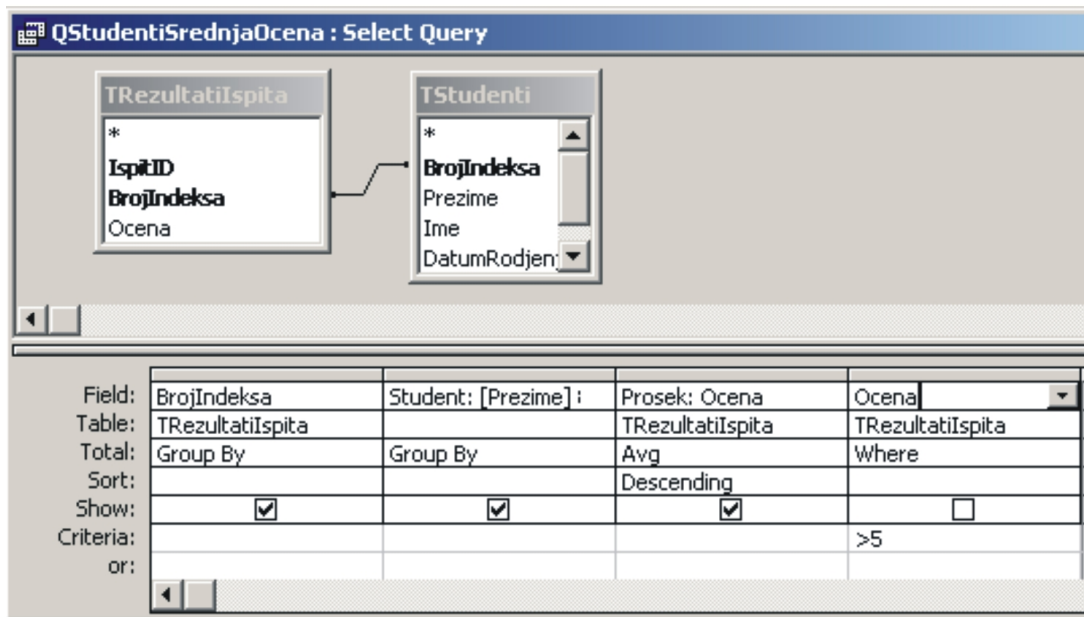 QStudentiSrednjaOcena : Select Query
TRezultatiIspita
*
IspitID
BrojIndeksa
Ocena
TStudenti
*
BrojIndeksa
Prezime
Ime
DatumRodjen
Field: BrojIndeksa Student: [Prezime] Prosek: Ocena Ocena
Table: TRezultatiIspita TRezultatiIspita TRezultatiIspita
Total: Group By Group By Avg Where
Sort: Descending
Show:
Criteria: >5
or: